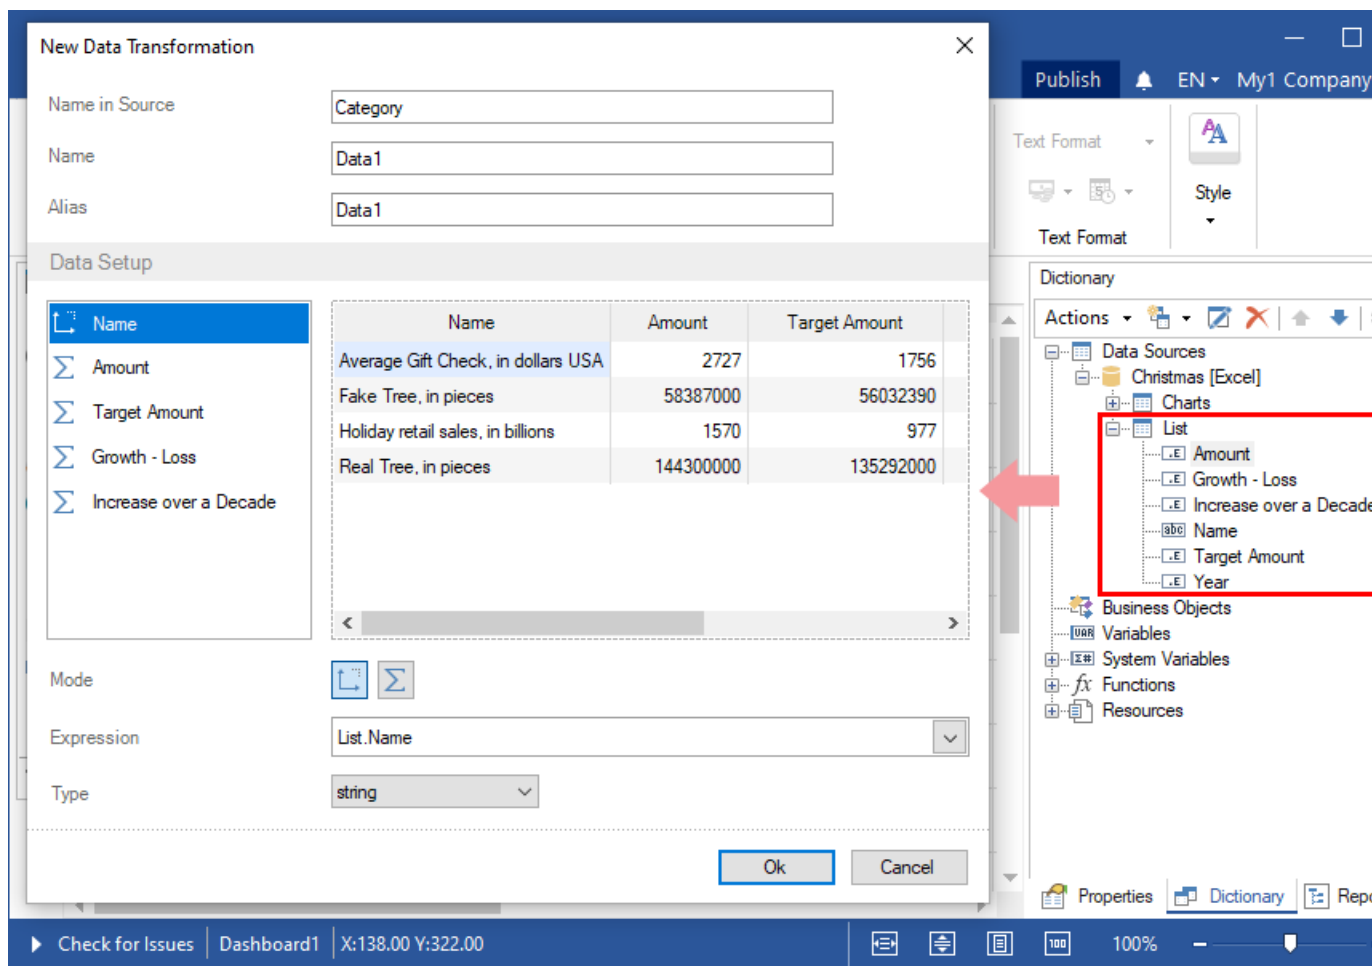 New Data Transformation
Publish
EN
My1 Company
Name in Source
Category
Name
Data1
Alias
Data1
Text Format
Style
Text Format
Data Setup
Name
Amount
Target Amount
Growth - Loss
Increase over a Decade
Name Amount Target Amount
Average Gift Check, in dollars USA 2727 1756
Fake Tree, in pieces 58387000 56032390
Holiday retail sales, in billions 1570 977
Real Tree, in pieces 144300000 135292000
Mode
Expression
List.Name
Type
string
Ok
Cancel
Dictionary
Actions
Data Sources
Christmas [Excel]
Charts
List
.E Amount
.E Growth - Loss
.E Increase over a Decade
abc Name
.E Target Amount
.E Year
Business Objects
VAR Variables
Σ# System Variables
fx Functions
Resources
Properties
Dictionary
Repo
Check for Issues
Dashboard1
X:138.00 Y:322.00
100
100%